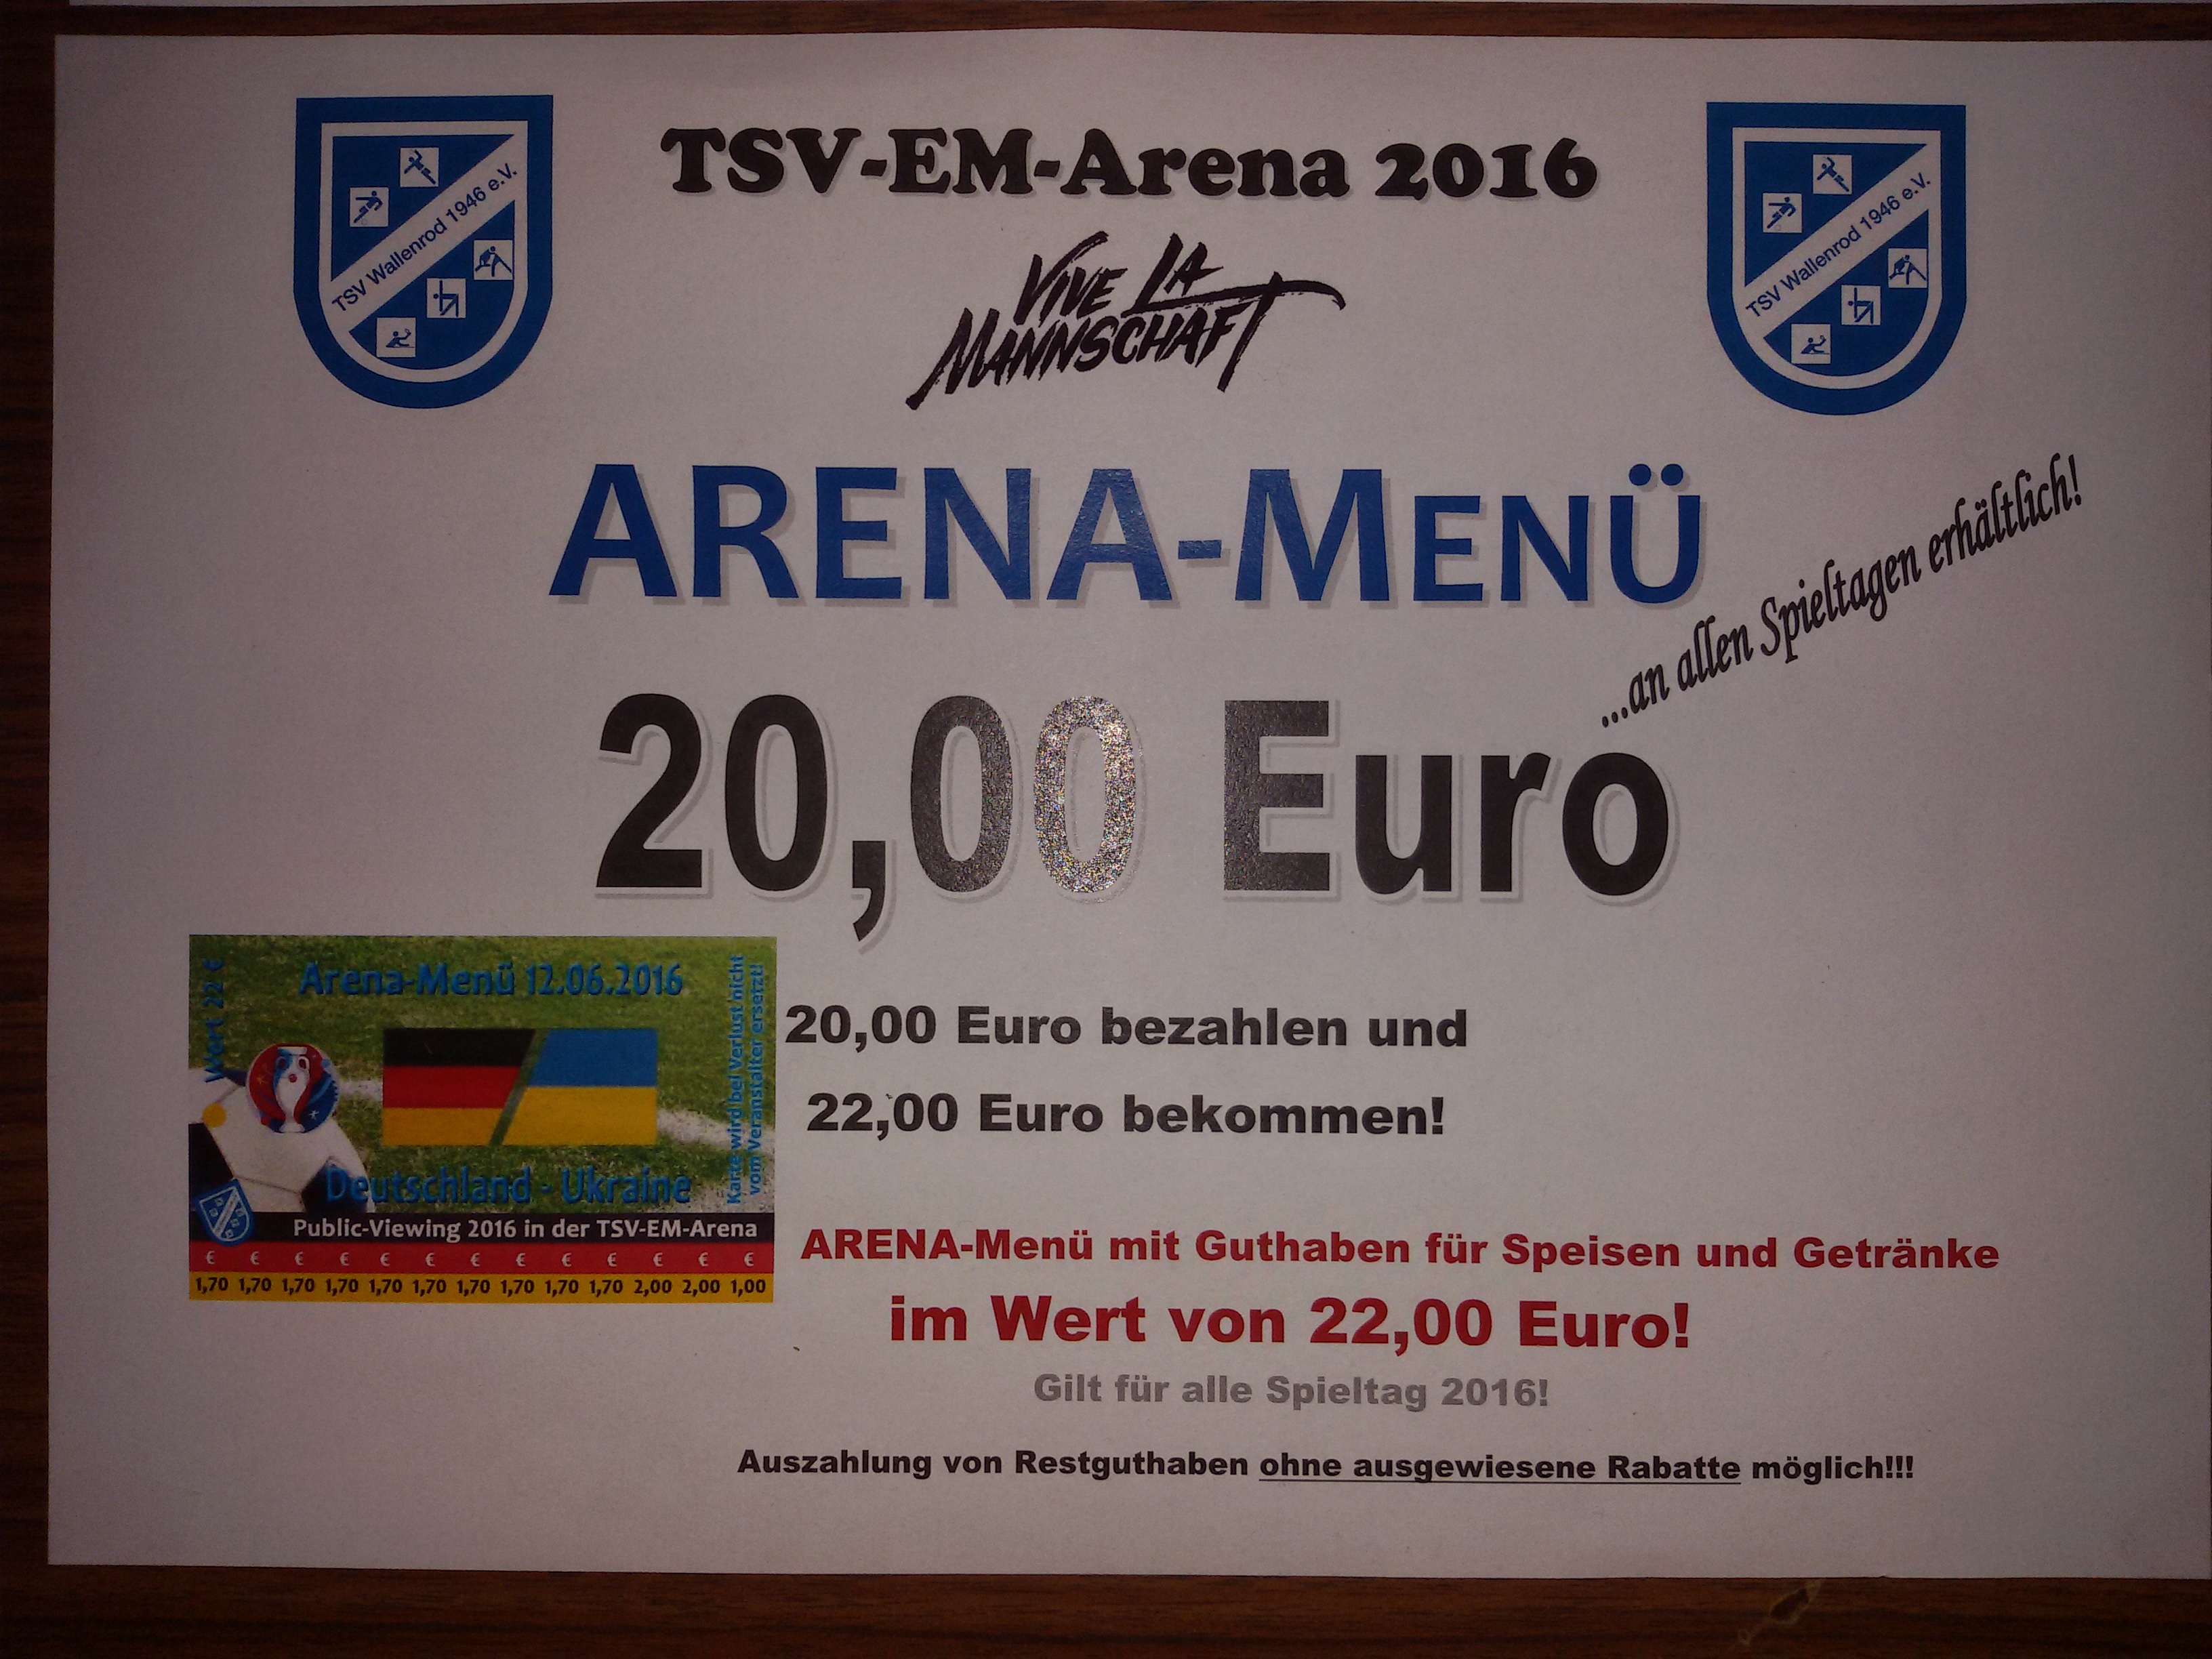 TSV-EM-Arena 2016
TSV Wallenrod 1946 e.V.
TSV Wallenrod 1946 e.V.
VIVE LA
MANNSCHAFT
ARENA-MENÜ
...an allen Spieltagen erhältlich!
20,00 Euro
Wert 22 €
Arena-Menü 12.06.2016
Karte wird bei Verlust nicht
vom Veranstalter ersetzt!
Deutschland - Ukraine
Public-Viewing 2016 in der TSV-EM-Arena
€ € € € € € € € € € € € €
1,70 1,70 1,70 1,70 1,70 1,70 1,70 1,70 1,70 1,70 2,00 2,00 1,00
20,00 Euro bezahlen und
22,00 Euro bekommen!
ARENA-Menü mit Guthaben für Speisen und Getränke
im Wert von 22,00 Euro!
Gilt für alle Spieltag 2016!
Auszahlung von Restguthaben ohne ausgewiesene Rabatte möglich!!!